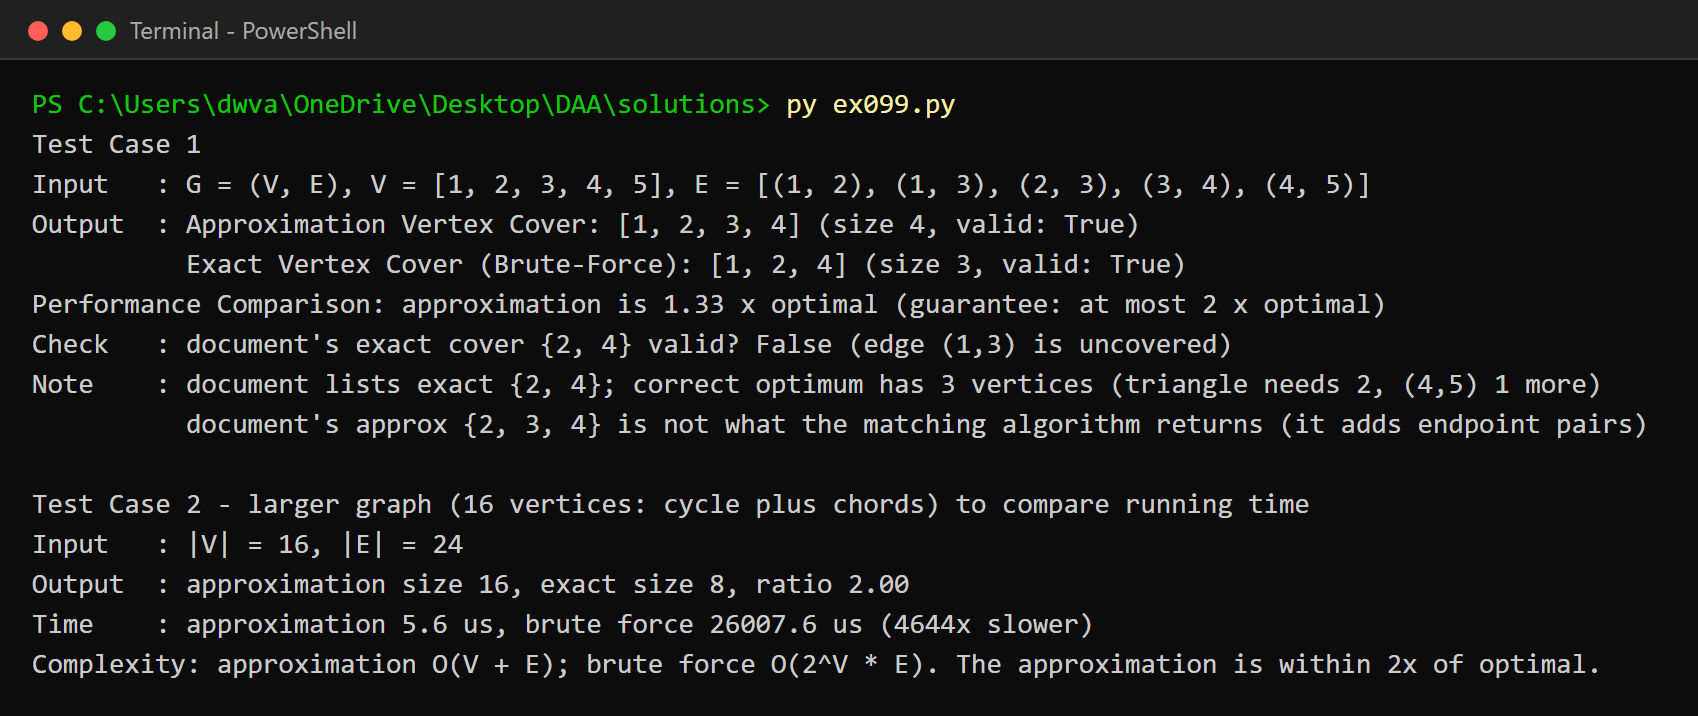 Terminal - PowerShell
PS C:\Users\dwva\OneDrive\Desktop\DAA\solutions> py ex099.py
Test Case 1
Input   : G = (V, E), V = [1, 2, 3, 4, 5], E = [(1, 2), (1, 3), (2, 3), (3, 4), (4, 5)]
Output  : Approximation Vertex Cover: [1, 2, 3, 4] (size 4, valid: True)
          Exact Vertex Cover (Brute-Force): [1, 2, 4] (size 3, valid: True)
Performance Comparison: approximation is 1.33 x optimal (guarantee: at most 2 x optimal)
Check   : document's exact cover {2, 4} valid? False (edge (1,3) is uncovered)
Note    : document lists exact {2, 4}; correct optimum has 3 vertices (triangle needs 2, (4,5) 1 more)
          document's approx {2, 3, 4} is not what the matching algorithm returns (it adds endpoint pairs)
Test Case 2 - larger graph (16 vertices: cycle plus chords) to compare running time
Input   : |V| = 16, |E| = 24
Output  : approximation size 16, exact size 8, ratio 2.00
Time    : approximation 5.6 us, brute force 26007.6 us (4644x slower)
Complexity: approximation O(V + E); brute force O(2^V * E). The approximation is within 2x of optimal.